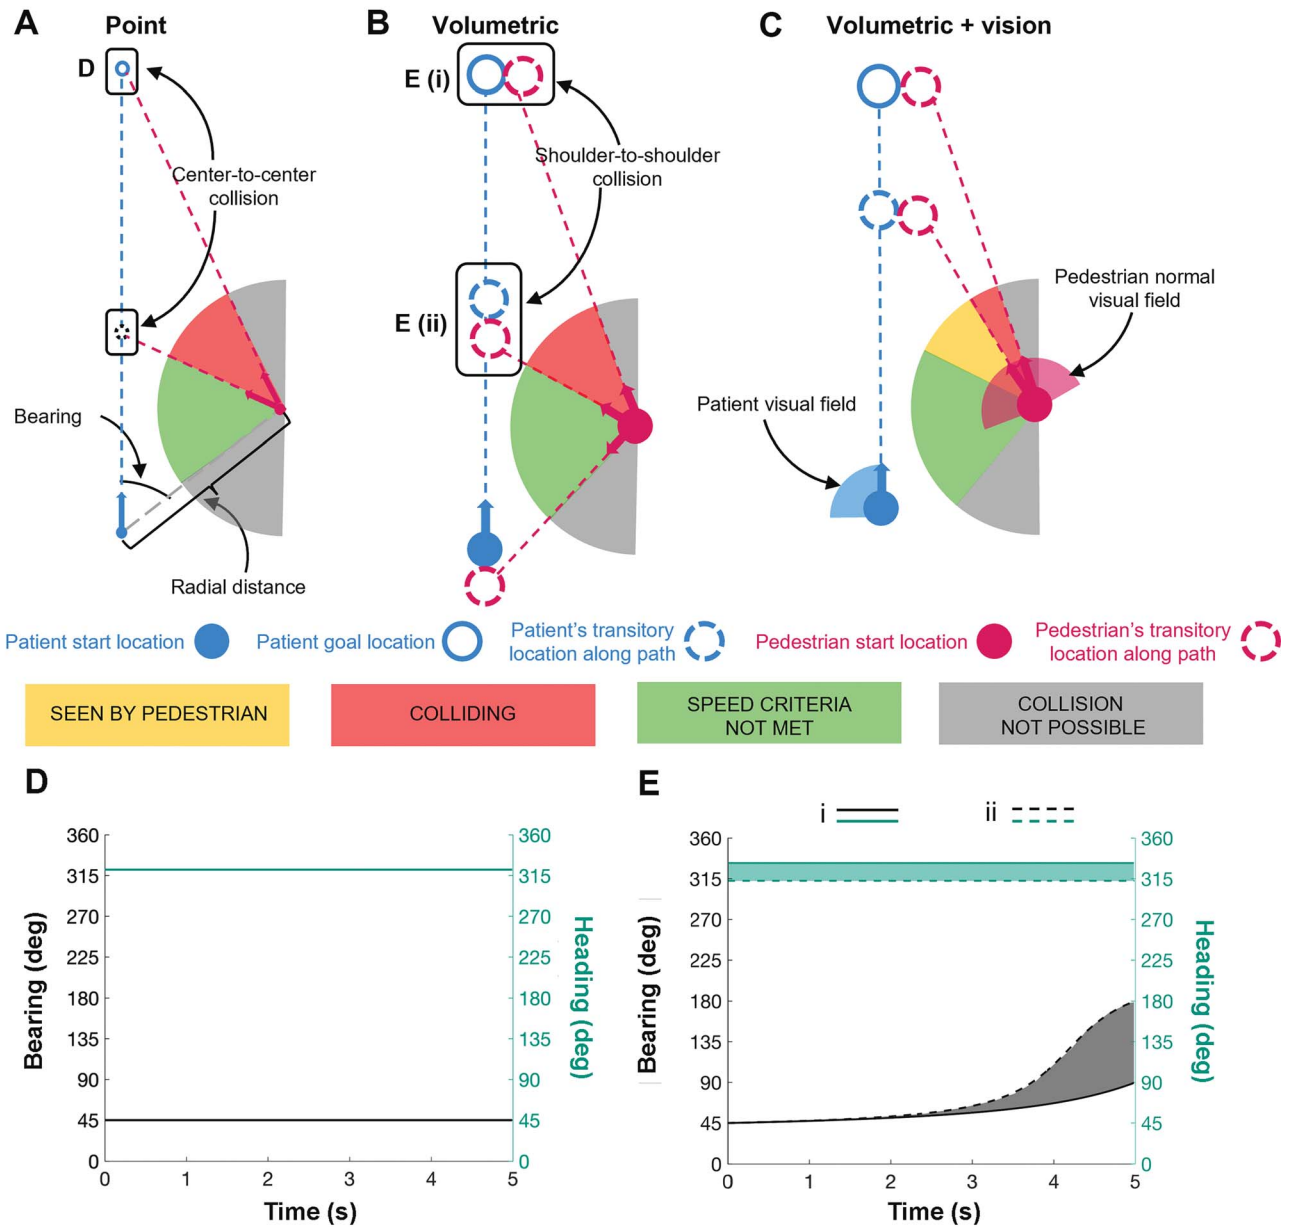 A
Point
B
Volumetric
C
Volumetric + vision
D
E (i)
Center-to-center
collision
Shoulder-to-shoulder
collision
E (ii)
Pedestrian normal
visual field
Bearing
Patient visual field
Radial distance
Patient start location
Patient goal location
Patient's transitory
location along path
Pedestrian start location
Pedestrian's transitory
location along path
SEEN BY PEDESTRIAN
COLLIDING
SPEED CRITERIA
NOT MET
COLLISION
NOT POSSIBLE
D
360
315
270
225
180
135
90
45
0
Bearing (deg)
360
315
270
225
180
135
90
45
0
Heading (deg)
0 1 2 3 4 5
Time (s)
E
i
ii
360
315
270
225
180
135
90
45
0
Bearing (deg)
360
315
270
225
180
135
90
45
0
Heading (deg)
0 1 2 3 4 5
Time (s)